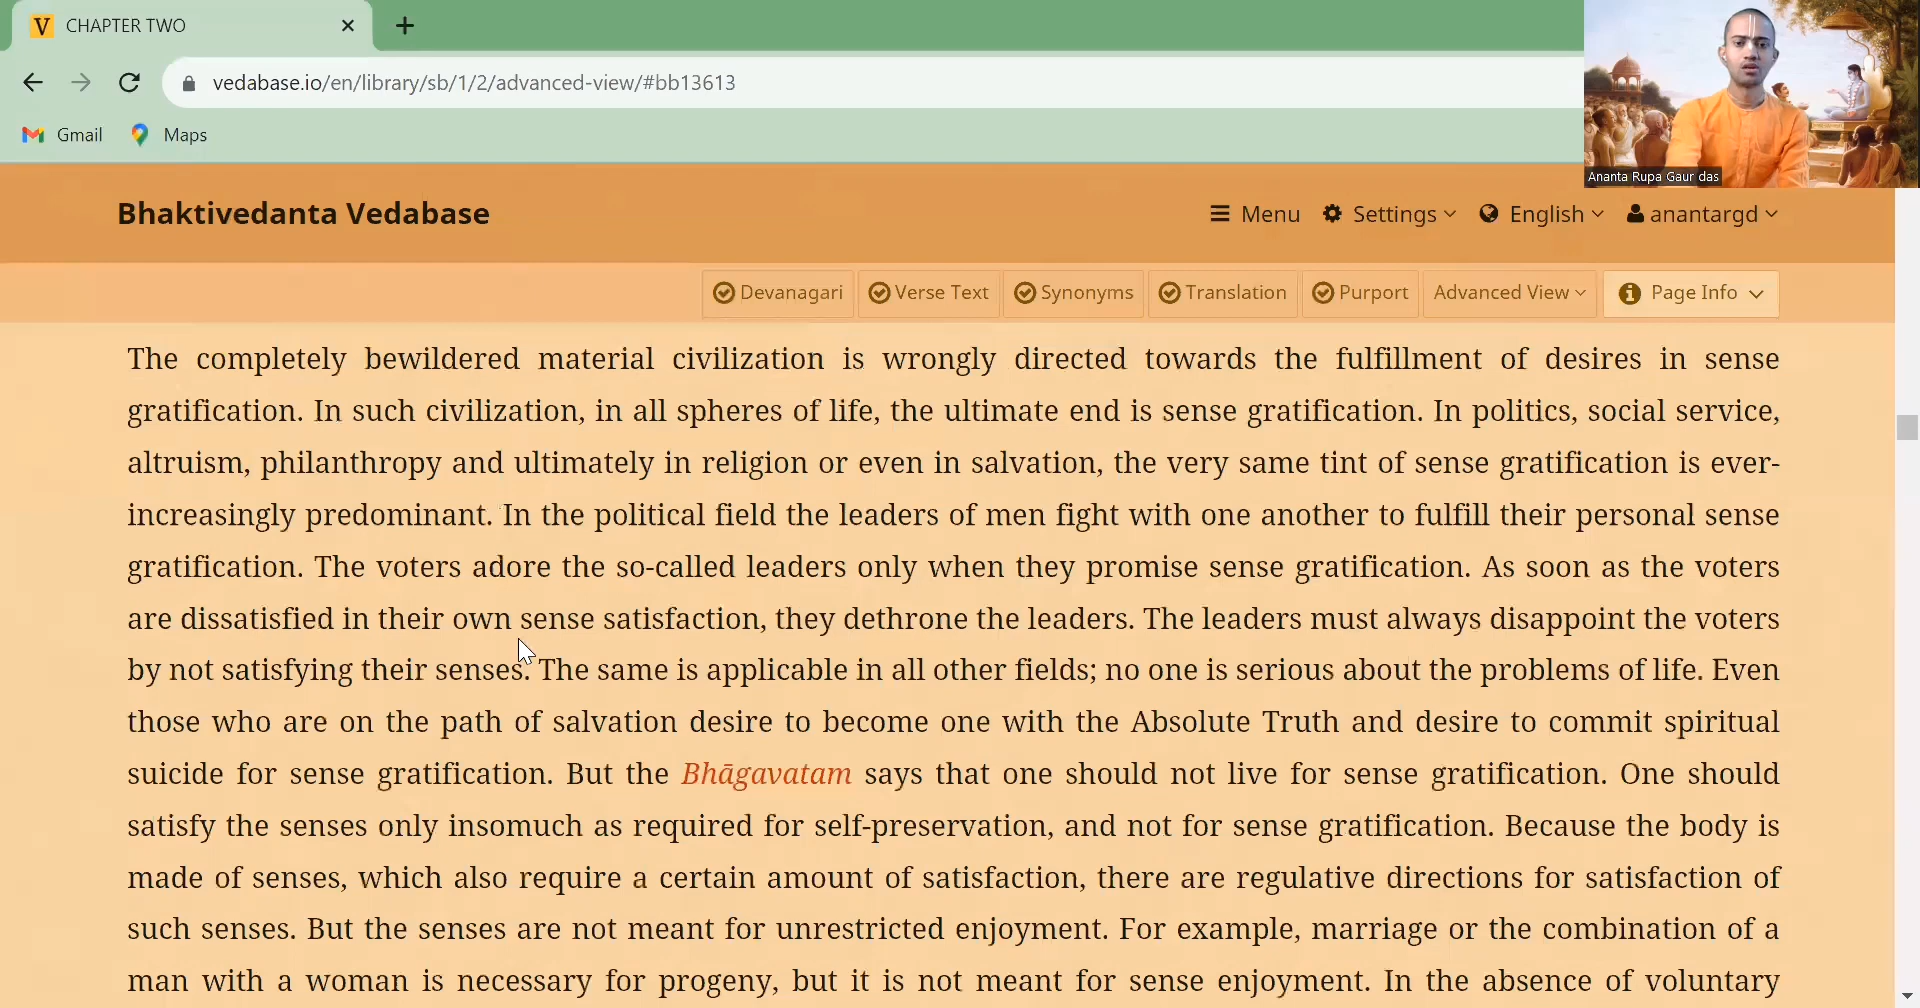 V CHAPTER TWO
vedabase.io/en/library/sb/1/2/advanced-view/#bb13613
Gmail Maps
Ananta Rupa Gaur das
Bhaktivedanta Vedabase
Menu Settings English anantargd
Devanagari Verse Text Synonyms Translation Purport Advanced View Page Info
The completely bewildered material civilization is wrongly directed towards the fulfillment of desires in sense
gratification. In such civilization, in all spheres of life, the ultimate end is sense gratification. In politics, social service,
altruism, philanthropy and ultimately in religion or even in salvation, the very same tint of sense gratification is ever-
increasingly predominant. In the political field the leaders of men fight with one another to fulfill their personal sense
gratification. The voters adore the so-called leaders only when they promise sense gratification. As soon as the voters
are dissatisfied in their own sense satisfaction, they dethrone the leaders. The leaders must always disappoint the voters
by not satisfying their senses. The same is applicable in all other fields; no one is serious about the problems of life. Even
those who are on the path of salvation desire to become one with the Absolute Truth and desire to commit spiritual
suicide for sense gratification. But the Bhāgavatam says that one should not live for sense gratification. One should
satisfy the senses only insomuch as required for self-preservation, and not for sense gratification. Because the body is
made of senses, which also require a certain amount of satisfaction, there are regulative directions for satisfaction of
such senses. But the senses are not meant for unrestricted enjoyment. For example, marriage or the combination of a
man with a woman is necessary for progeny, but it is not meant for sense enjoyment. In the absence of voluntary